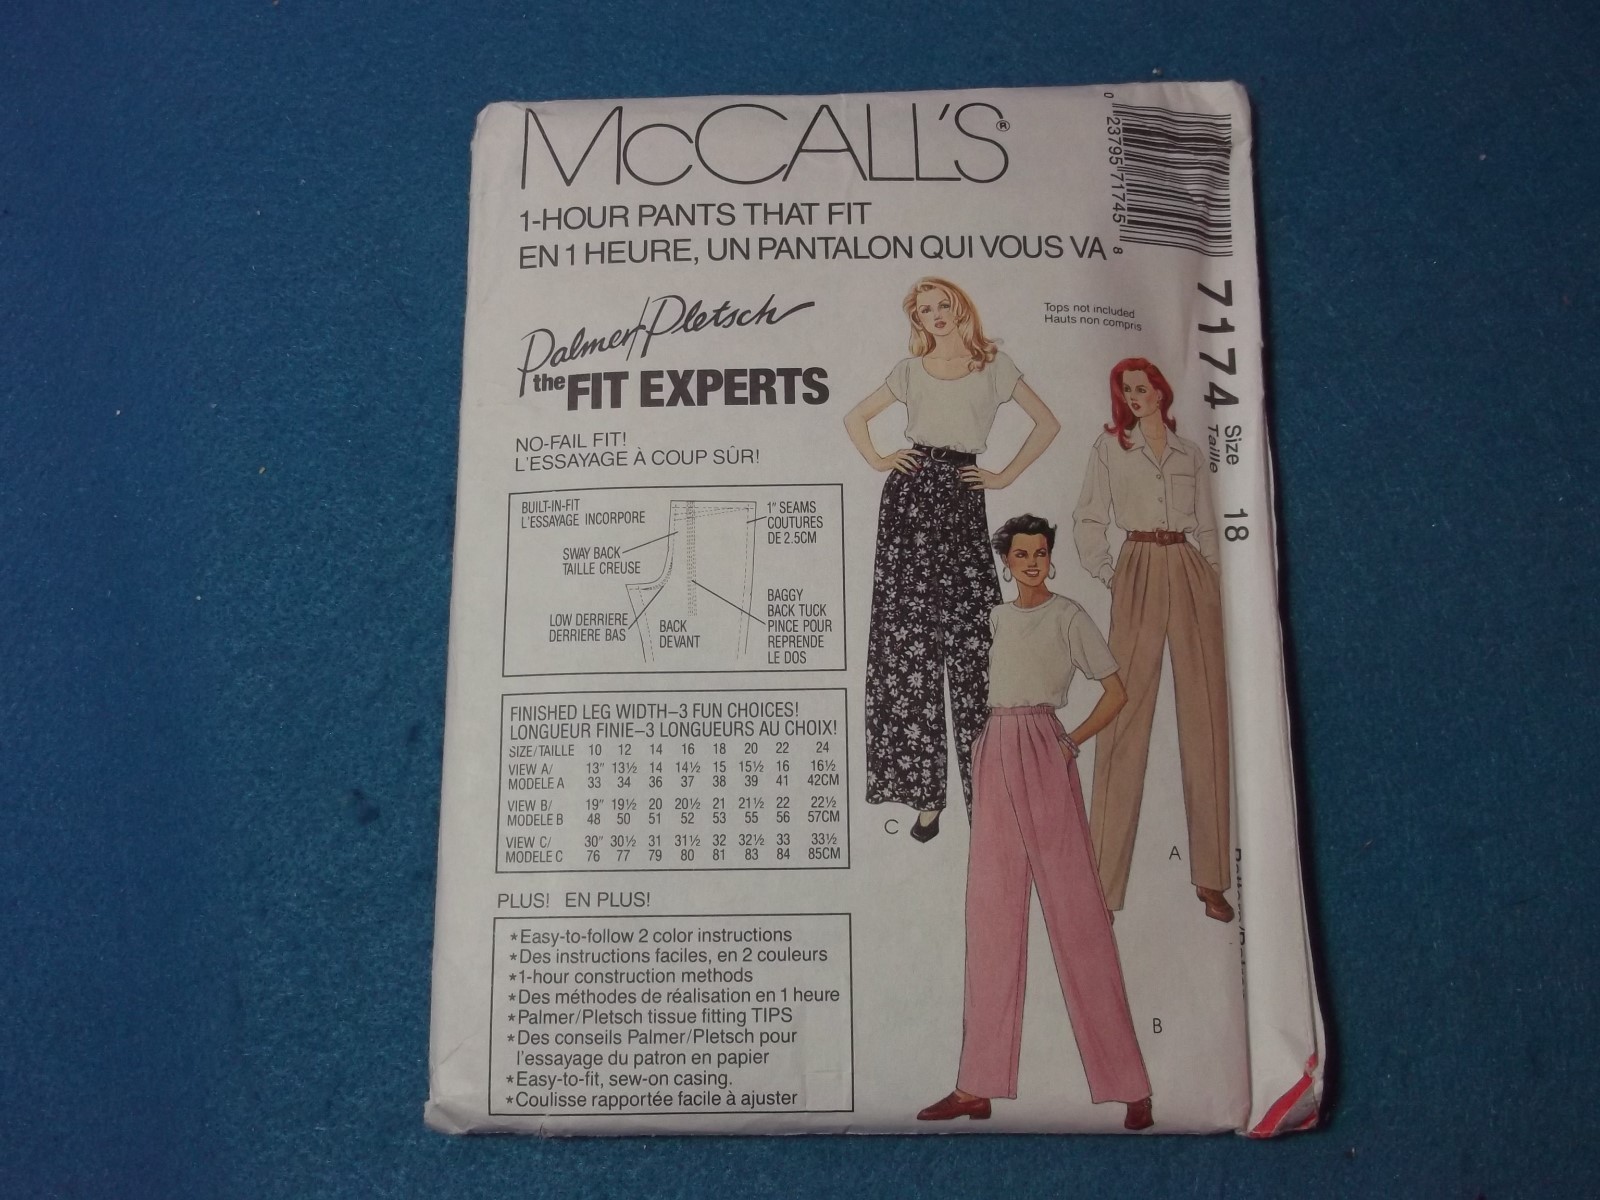 McCALL'S®
1-HOUR PANTS THAT FIT
EN 1 HEURE, UN PANTALON QUI VOUS VA
0 23795 71745 8
7174 Size 18
Taille
Palmer/Pletsch
the FIT EXPERTS
Tops not included
Hauts non compris
NO-FAIL FIT!
L'ESSAYAGE À COUP SÛR!
BUILT-IN-FIT
L'ESSAYAGE INCORPORE
SWAY BACK
TAILLE CREUSE
LOW DERRIERE
DERRIERE BAS
BACK
DEVANT
1" SEAMS
COUTURES
DE 2.5CM
BAGGY
BACK TUCK
PINCE POUR
REPRENDE
LE DOS
FINISHED LEG WIDTH–3 FUN CHOICES!
LONGUEUR FINIE–3 LONGUEURS AU CHOIX!
SIZE/TAILLE 10 12 14 16 18 20 22 24
VIEW A/ 13" 13½ 14 14½ 15 15½ 16 16½
MODELE A 33 34 36 37 38 39 41 42CM
VIEW B/ 19" 19½ 20 20½ 21 21½ 22 22½
MODELE B 48 50 51 52 53 55 56 57CM
VIEW C/ 30" 30½ 31 31½ 32 32½ 33 33½
MODELE C 76 77 79 80 81 83 84 85CM
PLUS! EN PLUS!
*Easy-to-follow 2 color instructions
*Des instructions faciles, en 2 couleurs
*1-hour construction methods
*Des méthodes de réalisation en 1 heure
*Palmer/Pletsch tissue fitting TIPS
*Des conseils Palmer/Pletsch pour
l'essayage du patron en papier
*Easy-to-fit, sew-on casing.
*Coulisse rapportée facile à ajuster
C
A
B